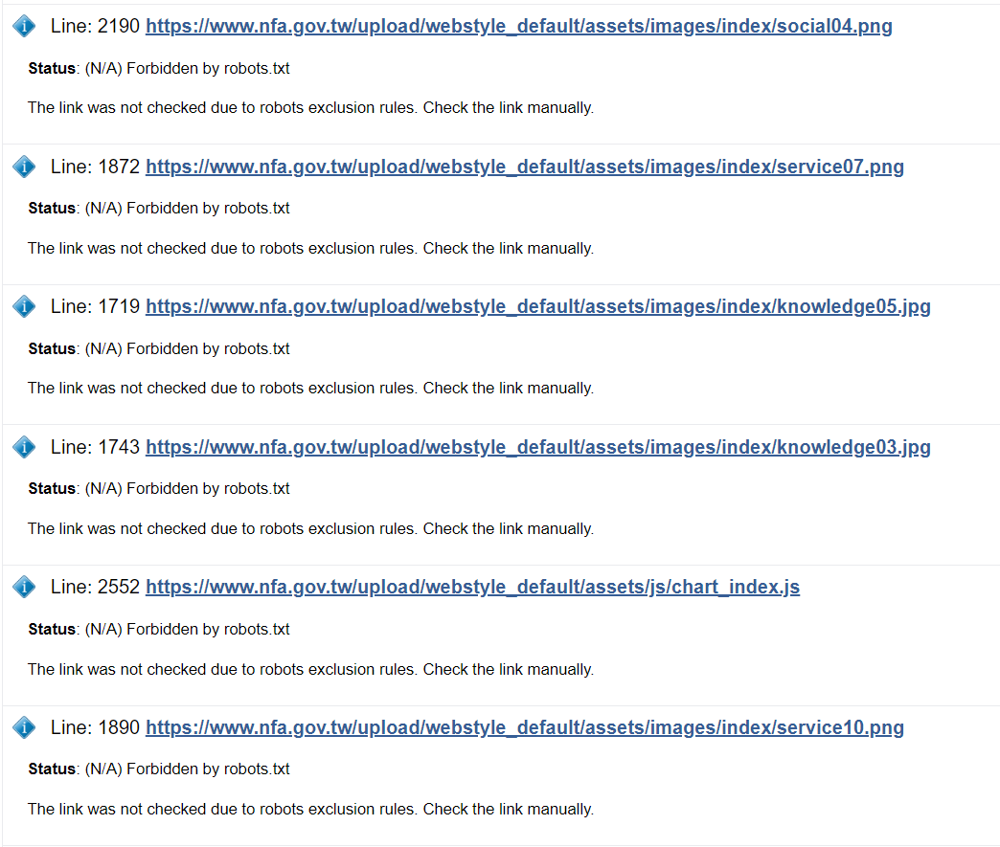 Line: 2190 https://www.nfa.gov.tw/upload/webstyle_default/assets/images/index/social04.png
Status: (N/A) Forbidden by robots.txt
The link was not checked due to robots exclusion rules. Check the link manually.
Line: 1872 https://www.nfa.gov.tw/upload/webstyle_default/assets/images/index/service07.png
Status: (N/A) Forbidden by robots.txt
The link was not checked due to robots exclusion rules. Check the link manually.
Line: 1719 https://www.nfa.gov.tw/upload/webstyle_default/assets/images/index/knowledge05.jpg
Status: (N/A) Forbidden by robots.txt
The link was not checked due to robots exclusion rules. Check the link manually.
Line: 1743 https://www.nfa.gov.tw/upload/webstyle_default/assets/images/index/knowledge03.jpg
Status: (N/A) Forbidden by robots.txt
The link was not checked due to robots exclusion rules. Check the link manually.
Line: 2552 https://www.nfa.gov.tw/upload/webstyle_default/assets/js/chart_index.js
Status: (N/A) Forbidden by robots.txt
The link was not checked due to robots exclusion rules. Check the link manually.
Line: 1890 https://www.nfa.gov.tw/upload/webstyle_default/assets/images/index/service10.png
Status: (N/A) Forbidden by robots.txt
The link was not checked due to robots exclusion rules. Check the link manually.